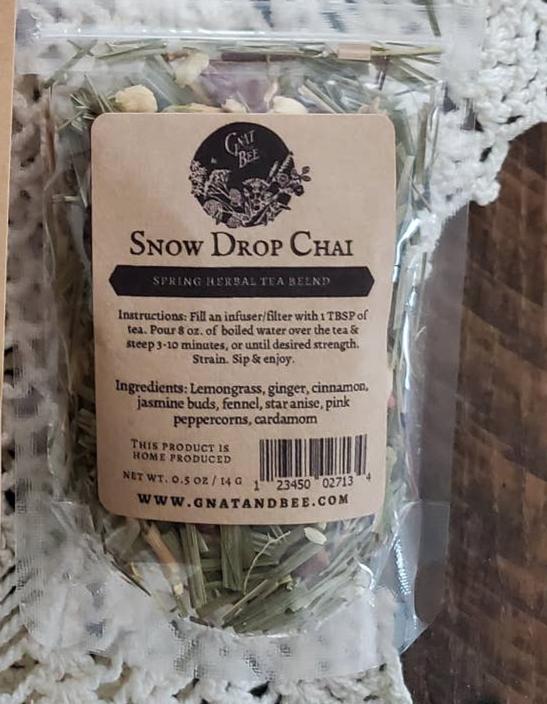 GNAT
BEE
SNOW DROP CHAI
SPRING HERBAL TEA BELND
Instructions: Fill an infuser/filter with 1 TBSP of
tea. Pour 8 oz. of boiled water over the tea &
steep 3-10 minutes, or until desired strength.
Strain. Sip & enjoy.
Ingredients: Lemongrass, ginger, cinnamon,
jasmine buds, fennel, star anise, pink
peppercorns, cardamom
THIS PRODUCT IS
HOME PRODUCED
NET WT. 0.5 OZ / 14 G
1 23450 02713 4
WWW.GNATANDBEE.COM